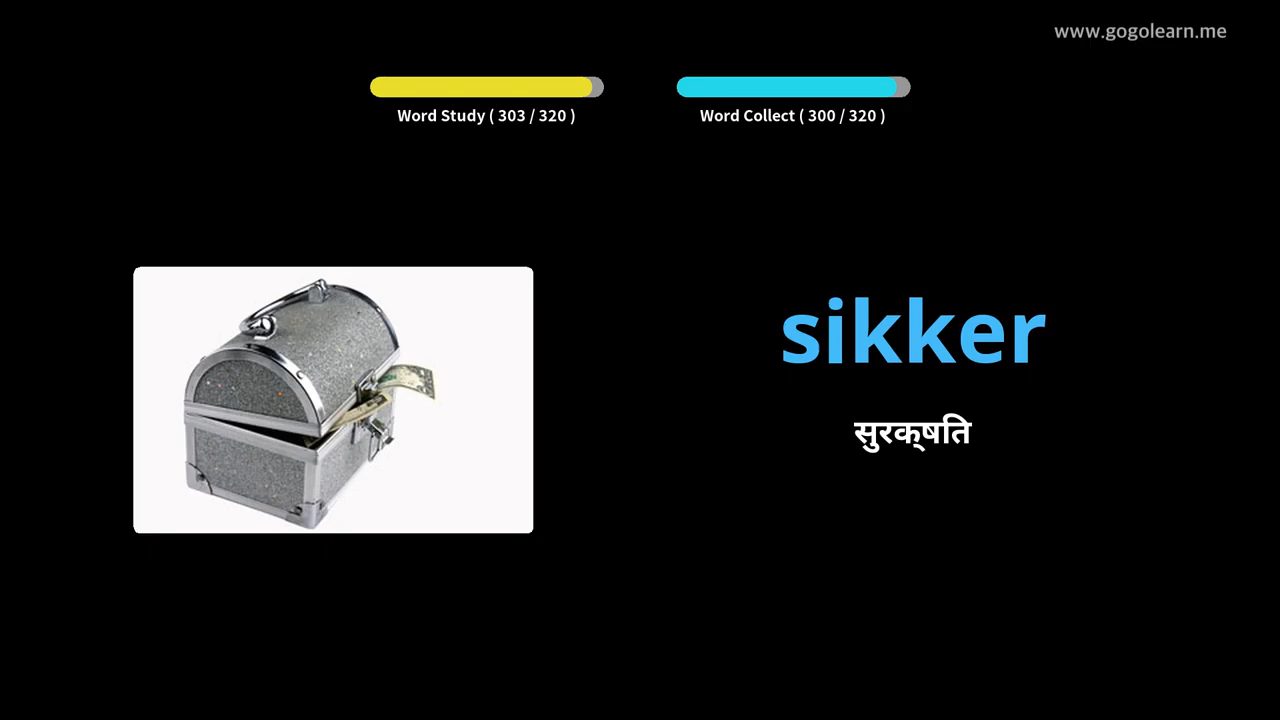 www.gogolearn.me
Word Study ( 303 / 320 )
Word Collect ( 300 / 320 )
sikker
सुरक्षति